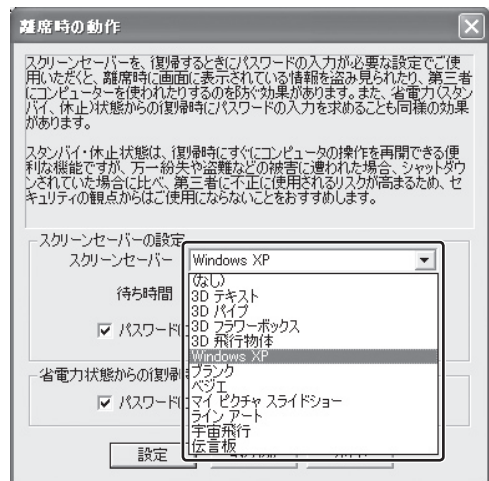 離席時の動作
スクリーンセーバーを、復帰するときにパスワードの入力が必要な設定でご使
用いただくと、離席時に画面に表示されている情報を盗み見られたり、第三者
にコンピューターを使われたりするのを防ぐ効果があります。また、省電力(スタン
バイ、休止)状態からの復帰時にパスワードの入力を求めることも同様の効果
があります。
スタンバイ・休止状態は、復帰時にすぐにコンピュータの操作を再開できる便
利な機能ですが、万一紛失や盗難などの被害に遭われた場合、シャットダウ
ンされていた場合に比べ、第三者に不正に使用されるリスクが高まるため、セ
キュリティの観点からはご使用にならないことをおすすめします。
スクリーンセーバーの設定
スクリーンセーバー Windows XP
(なし)
待ち時間 3D テキスト
3D パイプ
パスワード 3D フラワーボックス
3D 飛行物体
Windows XP
省電力状態からの復帰 ブランク
ベジエ
パスワード マイ ピクチャ スライドショー
ライン アート
宇宙飛行
設定 伝言板